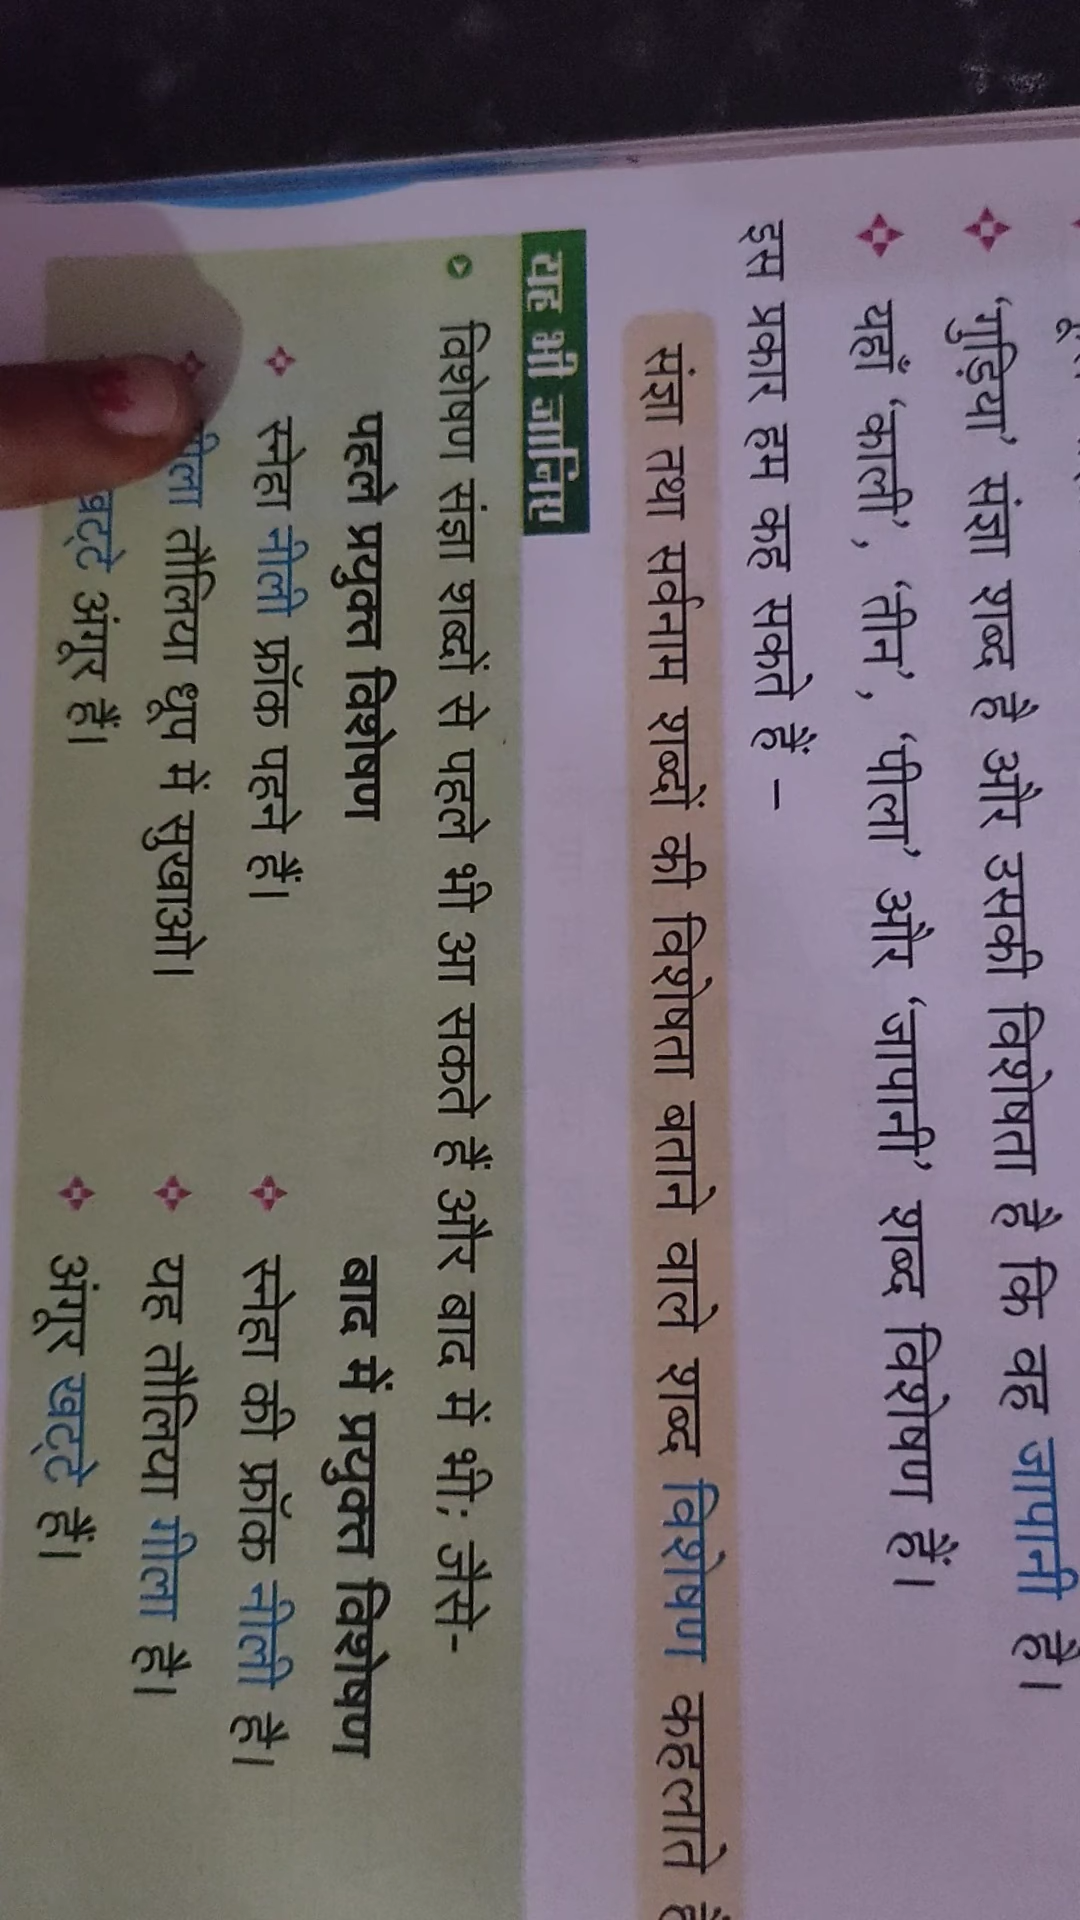 'गुड़िया' संज्ञा शब्द है और उसकी विशेषता है कि वह जापानी है।
यहाँ 'काली', 'तीन', 'पीला' और 'जापानी' शब्द विशेषण हैं।
इस प्रकार हम कह सकते हैं –
संज्ञा तथा सर्वनाम शब्दों की विशेषता बताने वाले शब्द विशेषण कहलाते हैं
यह भी जानिए
विशेषण संज्ञा शब्दों से पहले भी आ सकते हैं और बाद में भी; जैसे-
पहले प्रयुक्त विशेषण बाद में प्रयुक्त विशेषण
स्नेहा नीली फ्रॉक पहने हैं। स्नेहा की फ्रॉक नीली है।
तौलिया धूप में सुखाओ। यह तौलिया गीला है।
खट्टे अंगूर हैं। अंगूर खट्टे हैं।